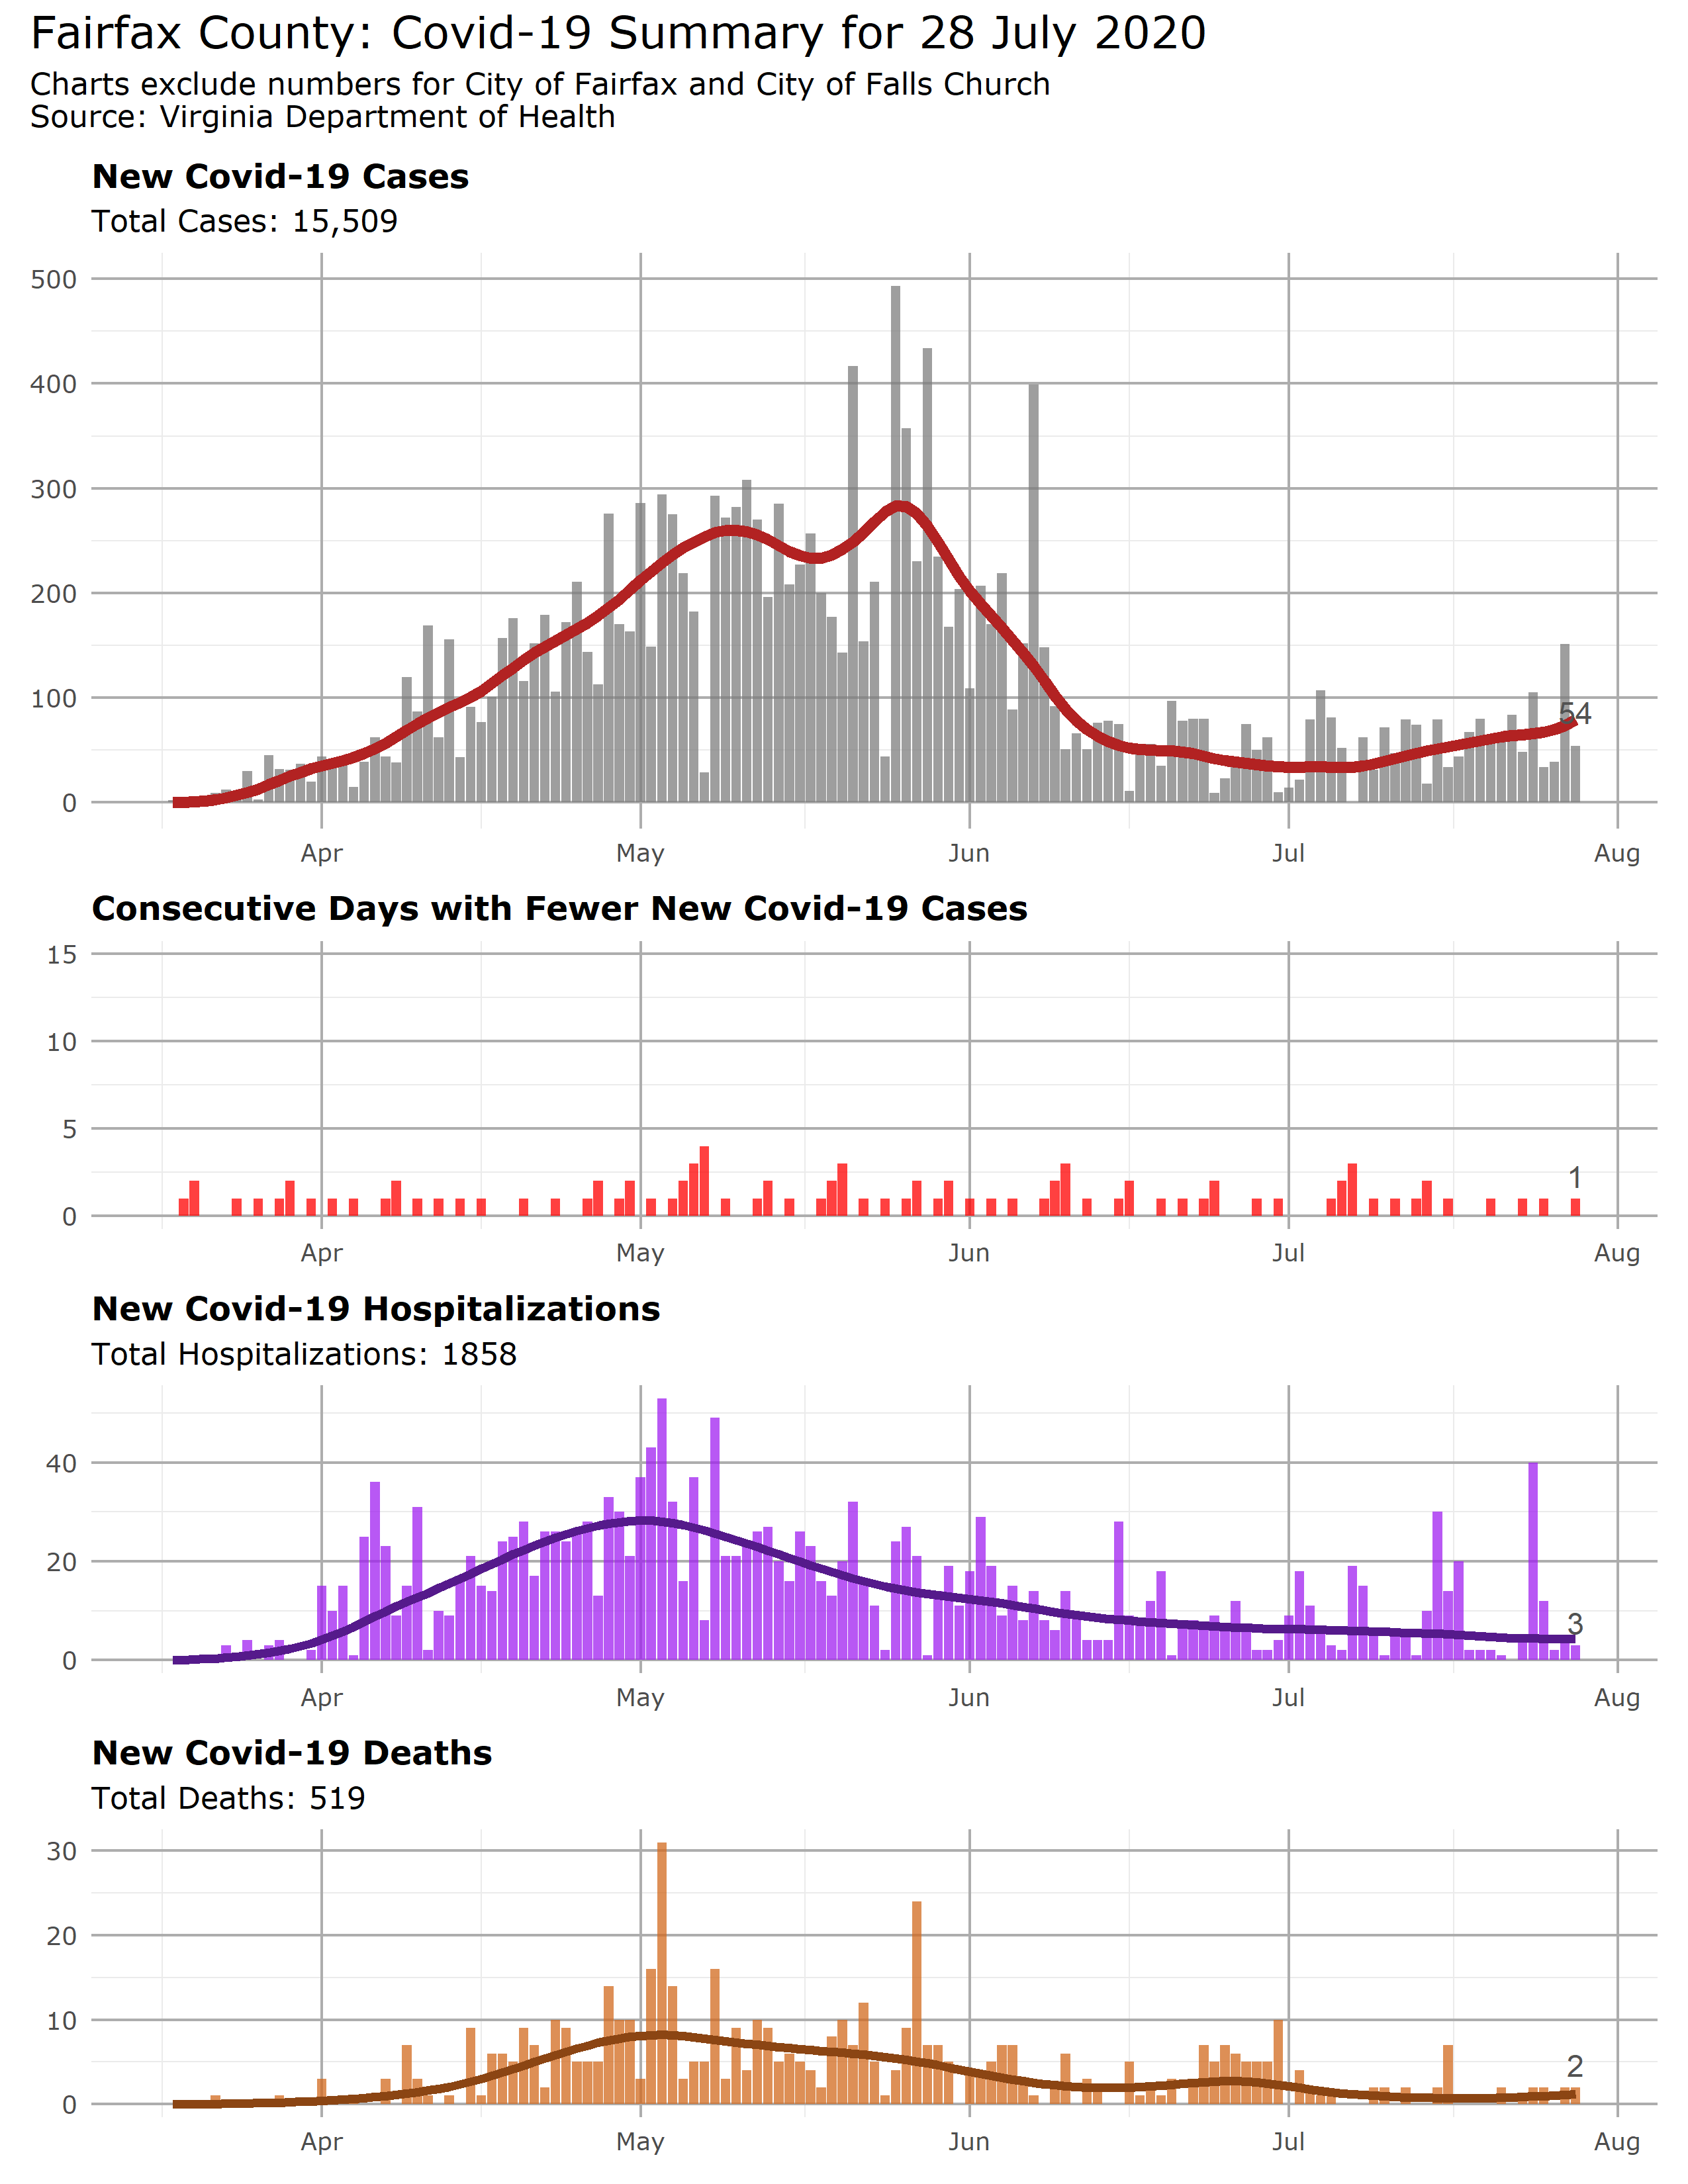 Fairfax County: Covid-19 Summary for 28 July 2020
Charts exclude numbers for City of Fairfax and City of Falls Church
Source: Virginia Department of Health
New Covid-19 Cases
Total Cases: 15,509
500
400
300
200
100
0
54
Apr May Jun Jul Aug
Consecutive Days with Fewer New Covid-19 Cases
15
10
5
0
1
Apr May Jun Jul Aug
New Covid-19 Hospitalizations
Total Hospitalizations: 1858
40
20
0
3
Apr May Jun Jul Aug
New Covid-19 Deaths
Total Deaths: 519
30
20
10
0
2
Apr May Jun Jul Aug